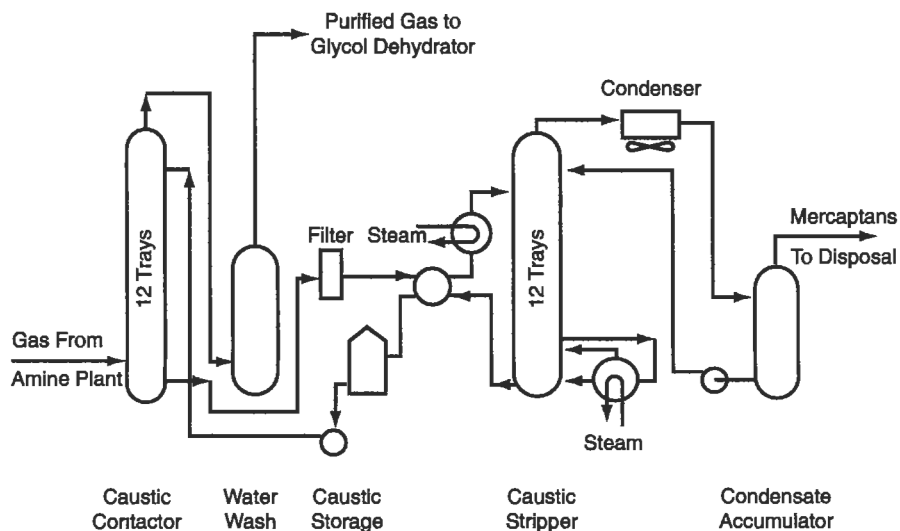 Purified Gas to
Glycol Dehydrator
Condenser
12 Trays
Filter
Steam
12 Trays
Mercaptans
To Disposal
Gas From
Amine Plant
Steam
Caustic
Contactor
Water
Wash
Caustic
Storage
Caustic
Stripper
Condensate
Accumulator